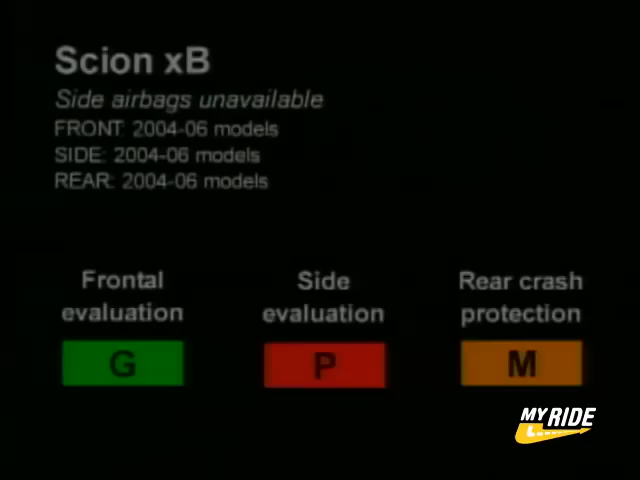 Scion xB
Side airbags unavailable
FRONT: 2004-06 models
SIDE: 2004-06 models
REAR: 2004-06 models
Frontal
evaluation
Side
evaluation
Rear crash
protection
G
P
M
MY RIDE